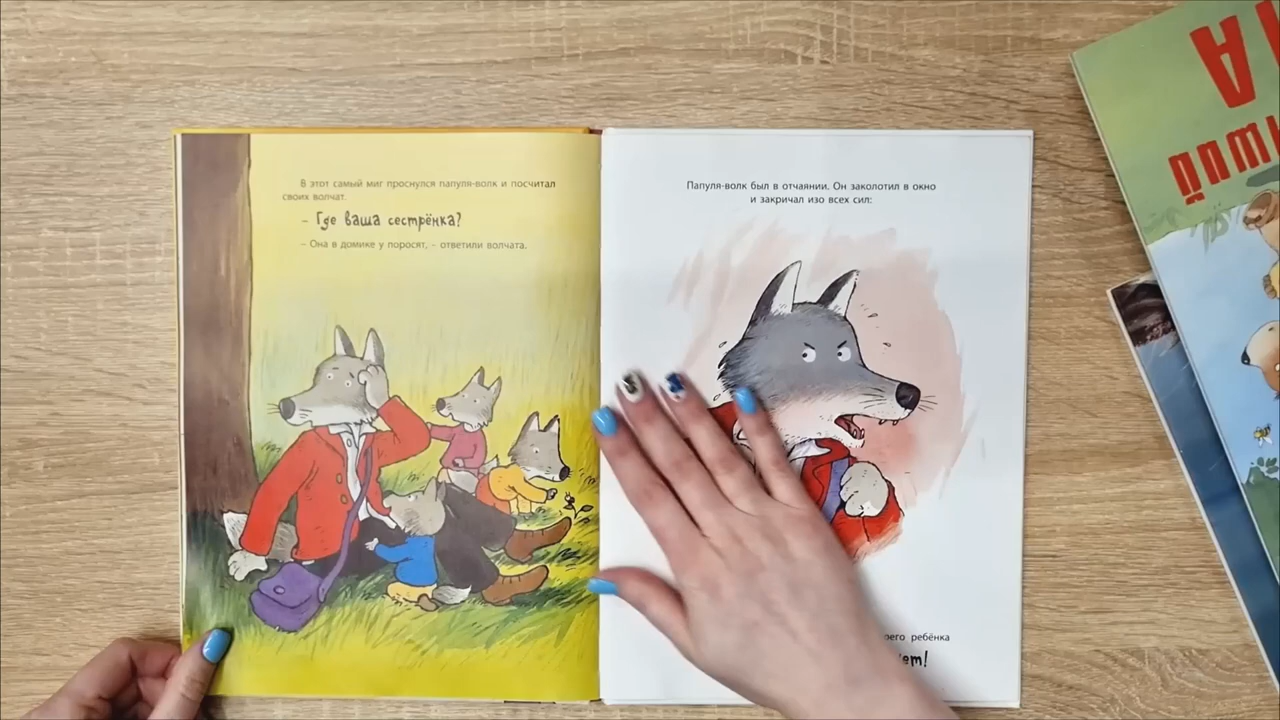 В этот самый миг проснулся папуля-волк и посчитал
своих волчат.
– Где ваша сестрёнка?
– Она в домике у поросят, – ответили волчата.
Папуля-волк был в отчаянии. Он заколотил в окно
и закричал изо всех сил:
ребёнка